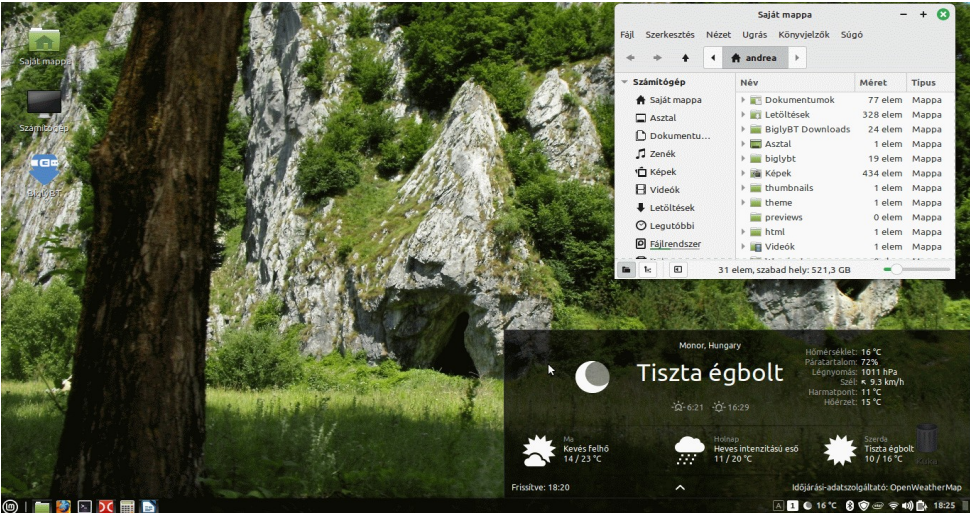 Saját mappa
Számítógép
BiglyBT
Saját mappa
Fájl Szerkesztés Nézet Ugrás Könyvjelzők Súgó
andrea
Számítógép
Saját mappa
Asztal
Dokumentu...
Zenék
Képek
Videók
Letöltések
Legutóbbi
Fájlrendszer
Név Méret Típus
Dokumentumok 77 elem Mappa
Letöltések 328 elem Mappa
BiglyBT Downloads 24 elem Mappa
Asztal 1 elem Mappa
biglybt 19 elem Mappa
Képek 434 elem Mappa
thumbnails 1 elem Mappa
theme 1 elem Mappa
previews 0 elem Mappa
html 1 elem Mappa
Videók 1 elem Mappa
31 elem, szabad hely: 521,3 GB
Monor, Hungary
Tiszta égbolt
6:21 16:29
Hőmérséklet: 16 °C
Páratartalom: 72%
Légnyomás: 1011 hPa
Szél: 9.3 km/h
Harmatpont: 11 °C
Hőérzet: 15 °C
Ma
Kevés felhő
14 / 23 °C
Holnap
Heves intenzitású eső
11 / 20 °C
Szerda
Tiszta égbolt
10 / 16 °C
Kuka
Frissítve: 18:20
Időjárási-adatszolgáltató: OpenWeatherMap
A 1 16 °C 18:25